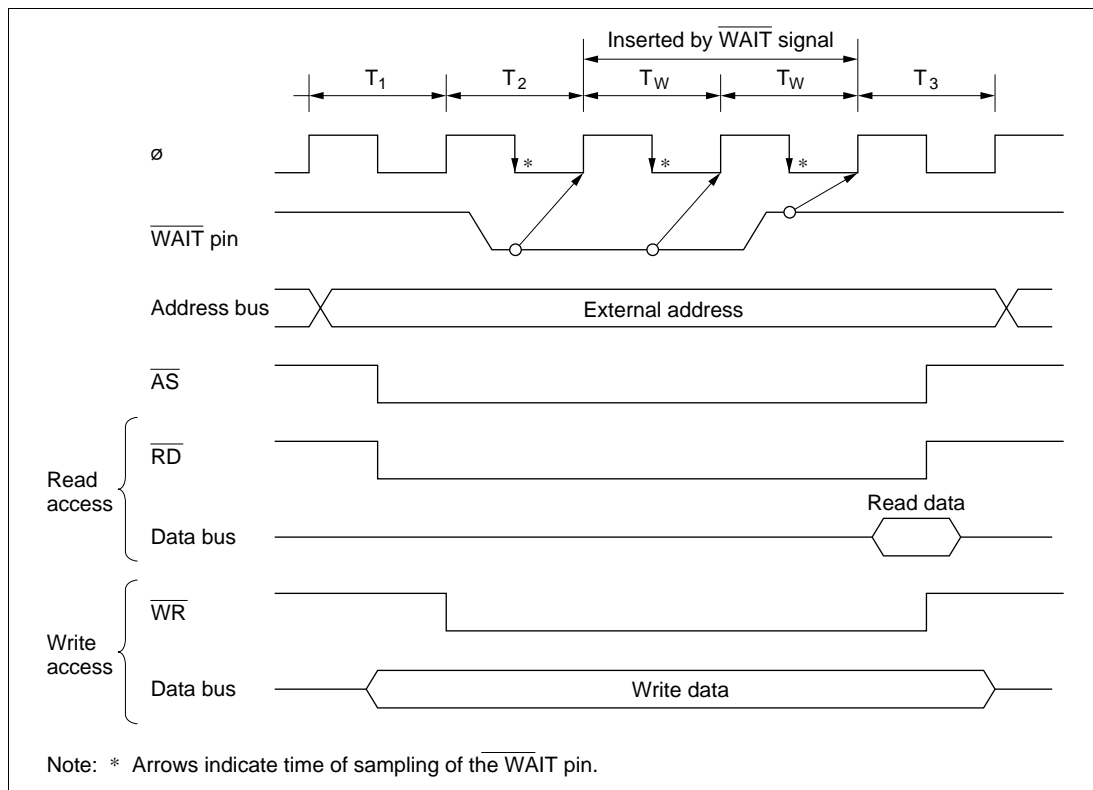 Inserted by WAIT signal
T1 T2 TW TW T3
ø * * *
WAIT pin
Address bus External address
AS
Read access
RD
Read data
Data bus
Write access
WR
Data bus Write data
Note: * Arrows indicate time of sampling of the WAIT pin.